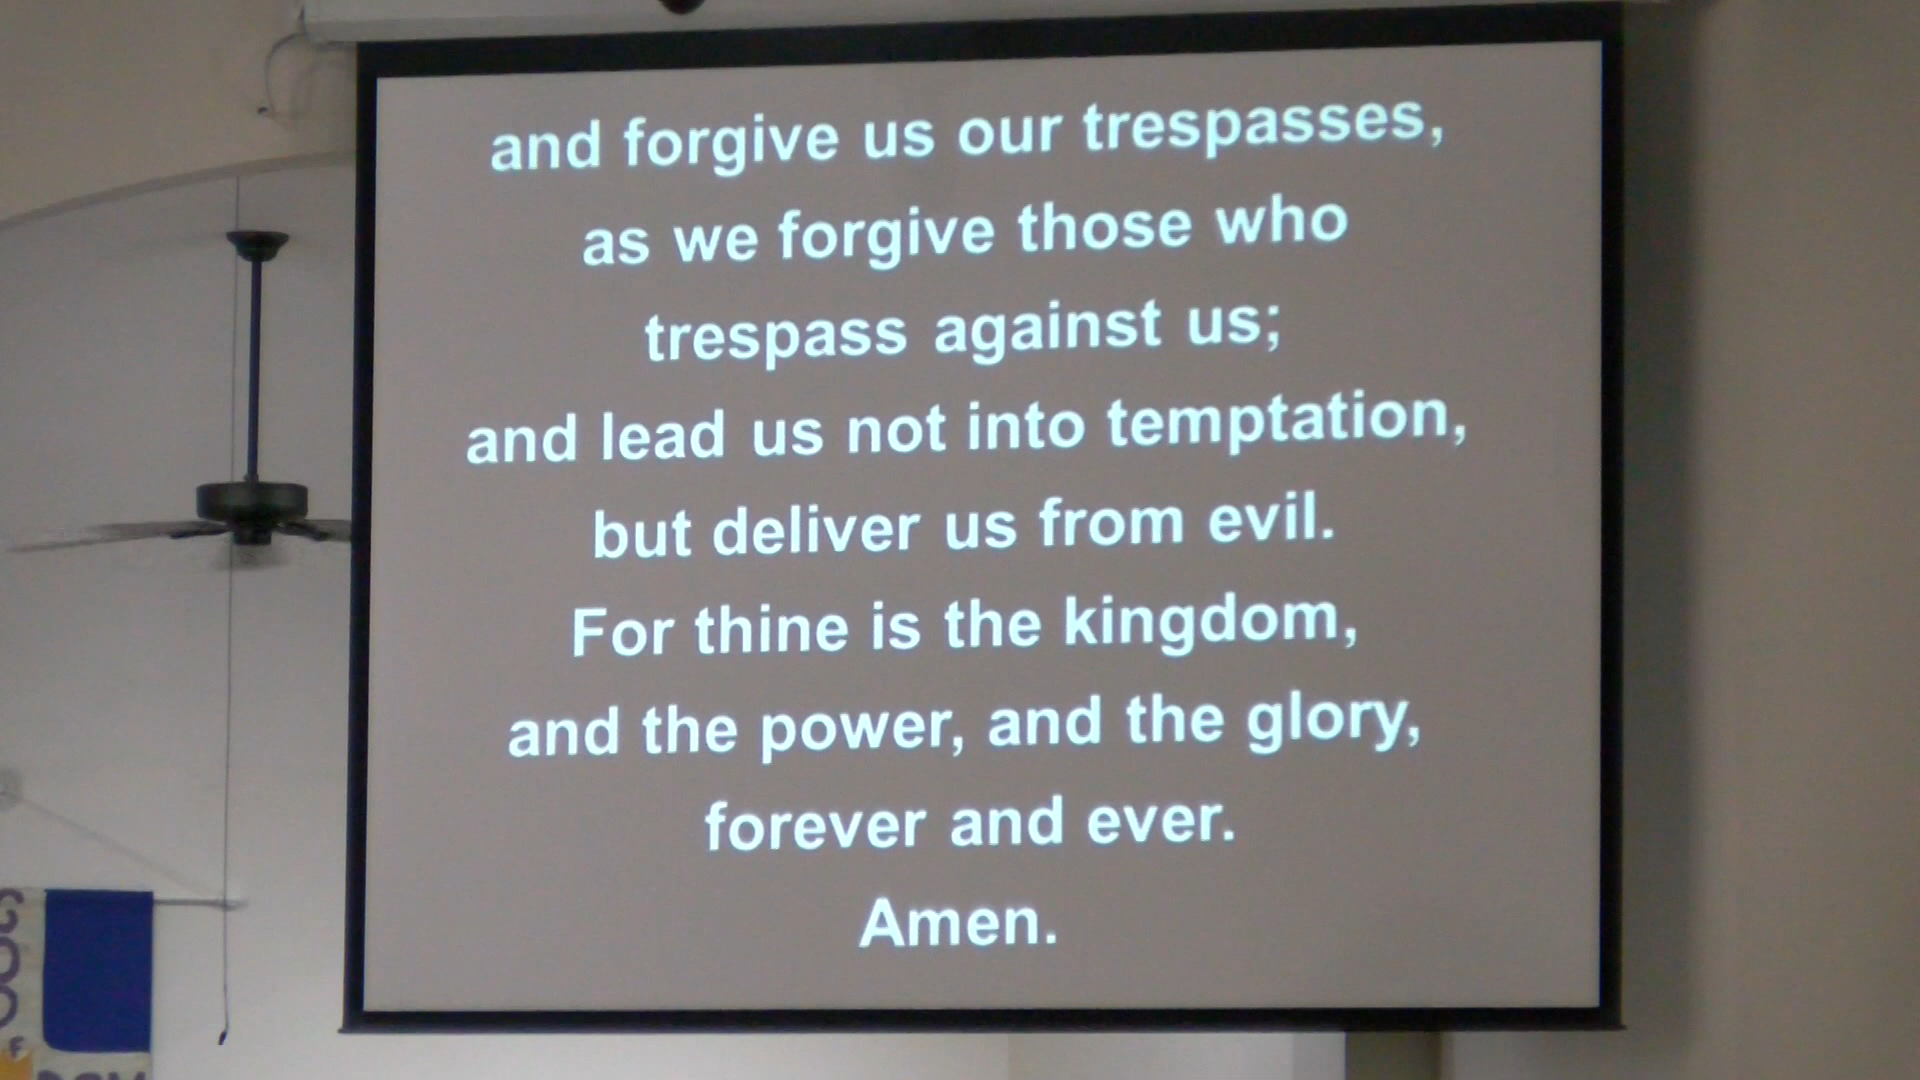 and forgive us our trespasses,
as we forgive those who
trespass against us;
and lead us not into temptation,
but deliver us from evil.
For thine is the kingdom,
and the power, and the glory,
forever and ever.
Amen.